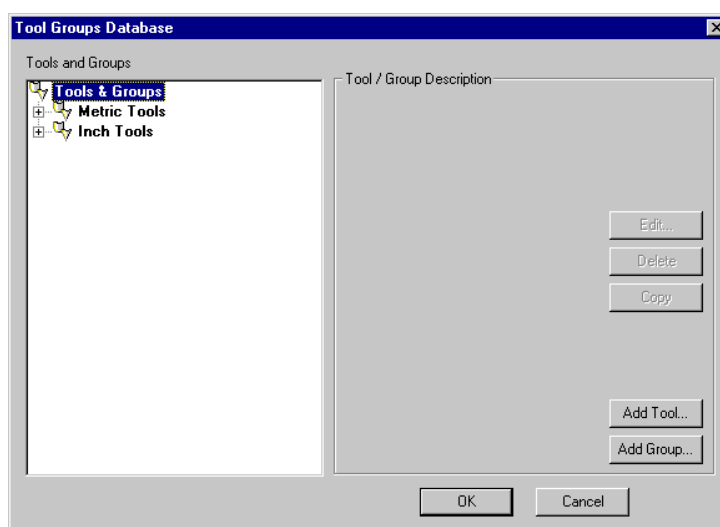 Tool Groups Database
Tools and Groups
Tools & Groups
Metric Tools
Inch Tools
Tool / Group Description
Edit...
Delete
Copy
Add Tool...
Add Group...
OK
Cancel